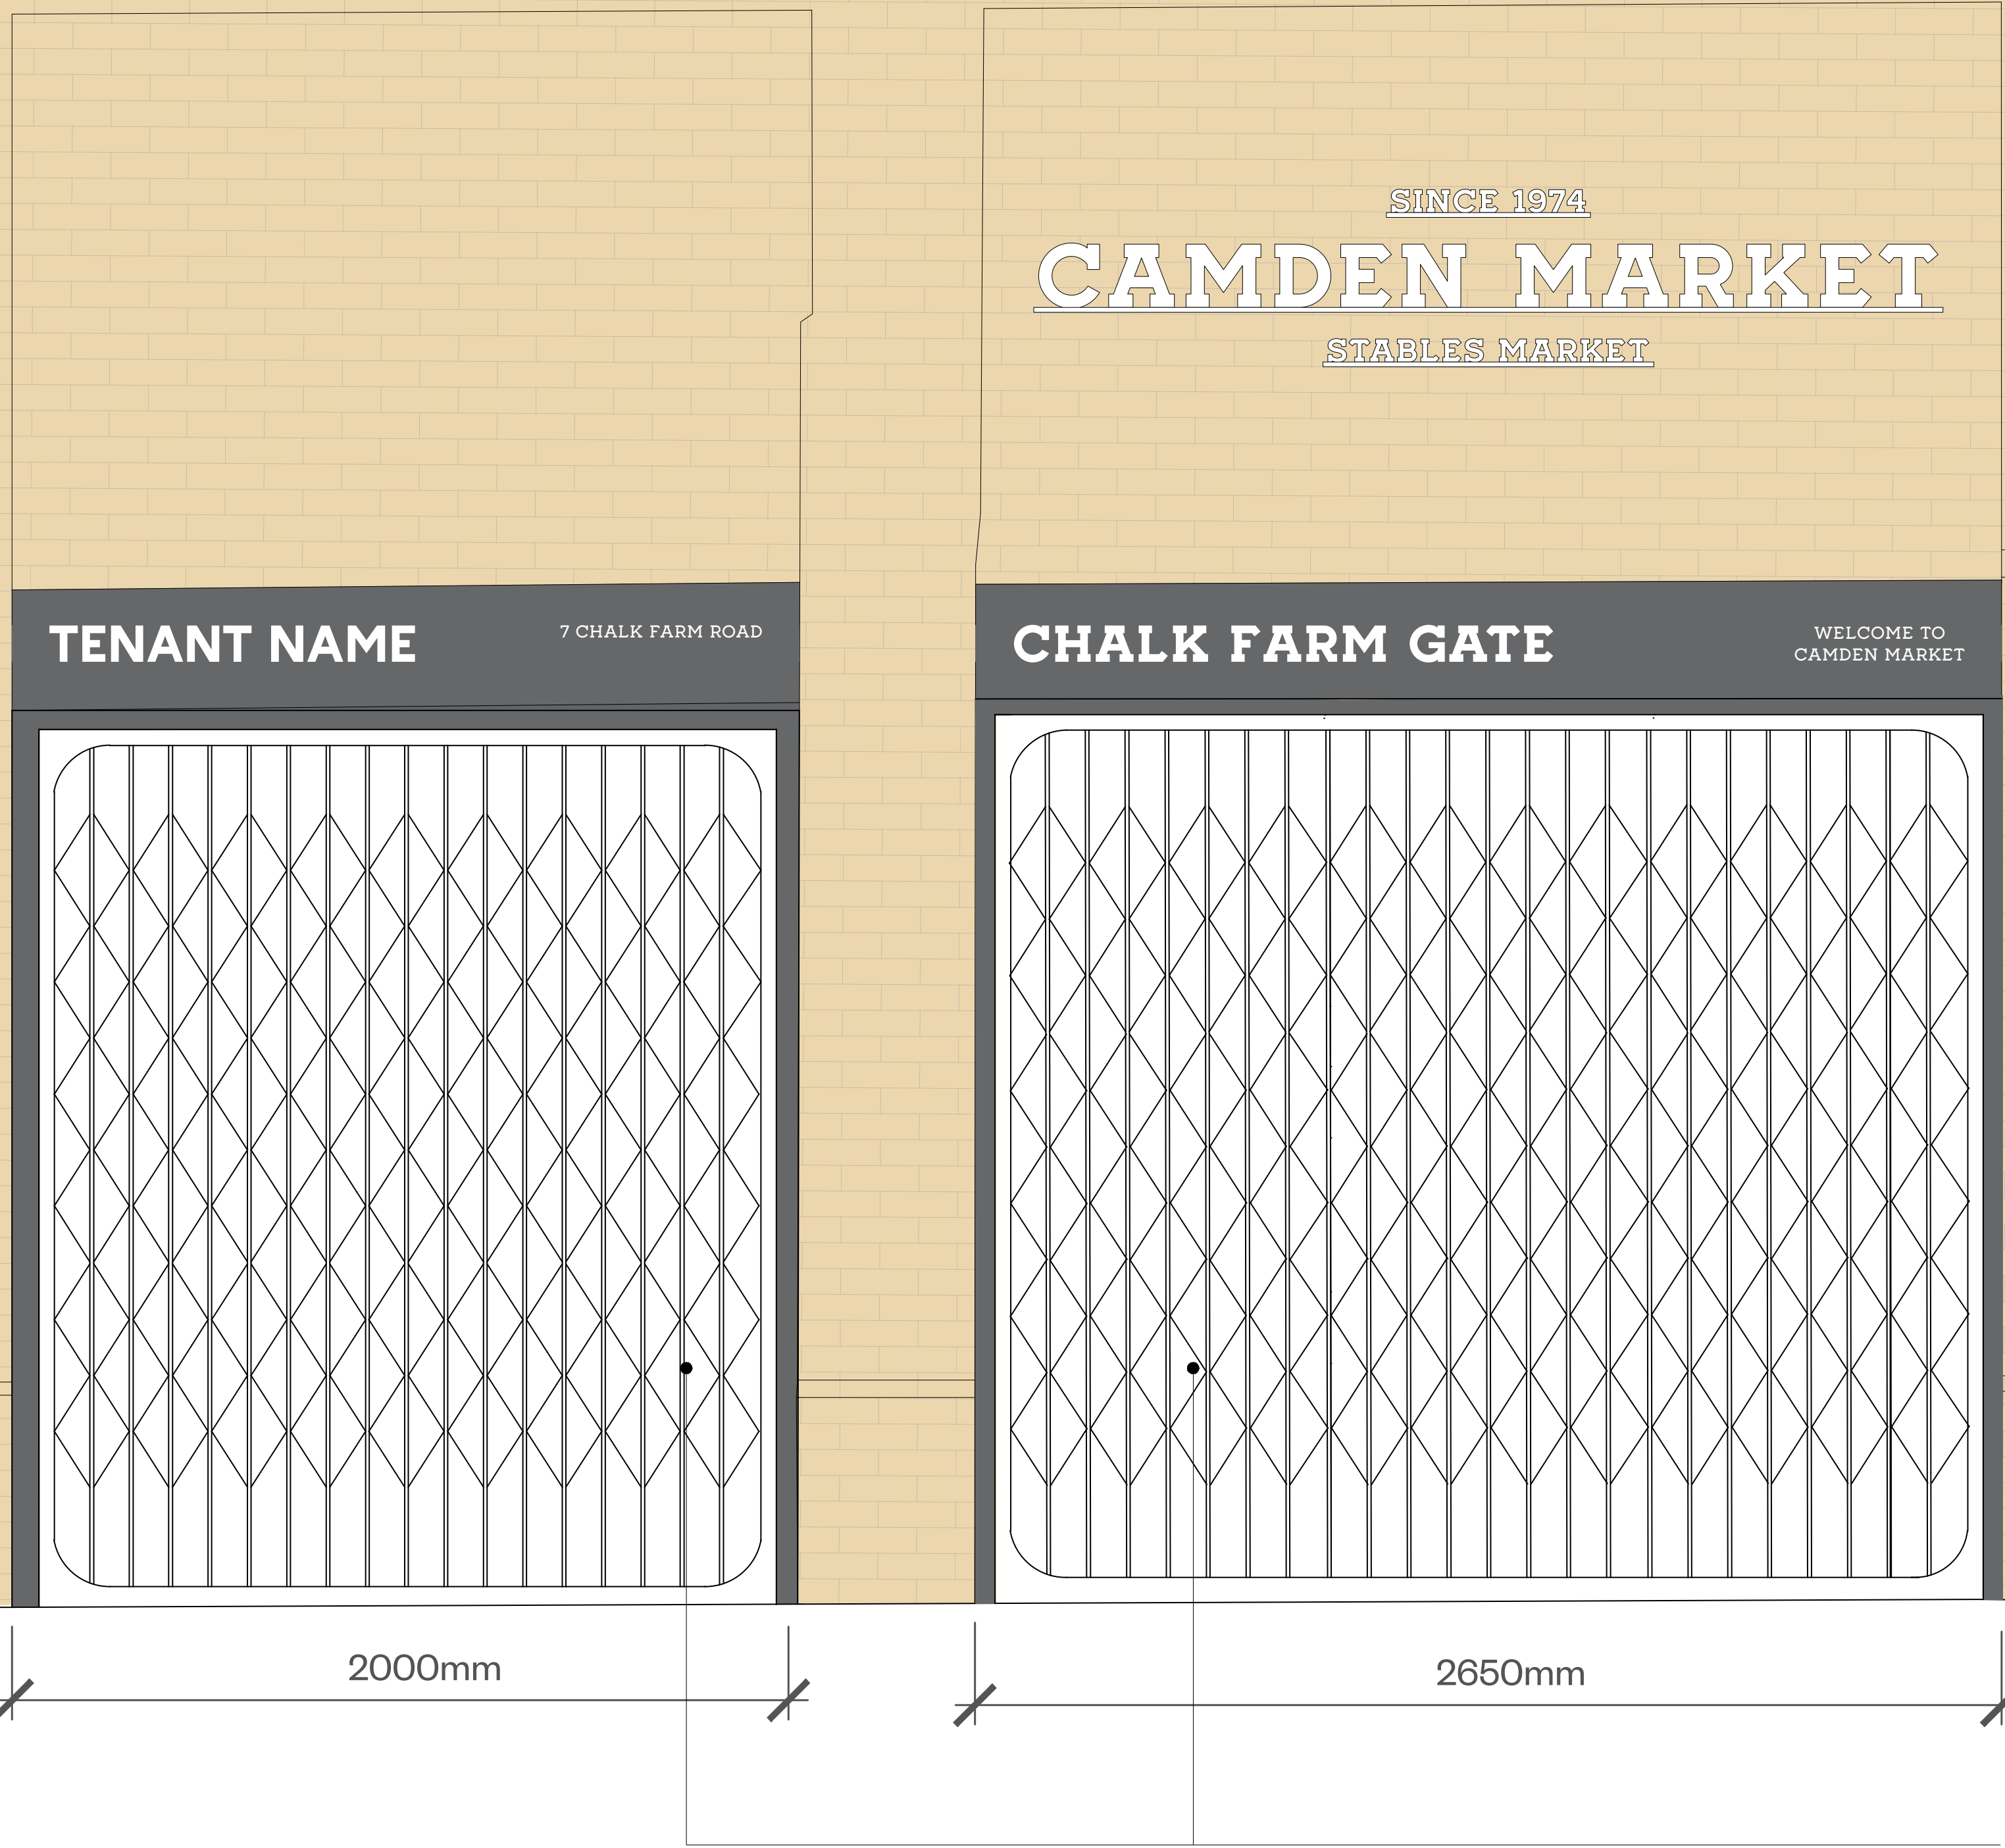 SINCE 1974
CAMDEN MARKET
STABLES MARKET
TENANT NAME
7 CHALK FARM ROAD
CHALK FARM GATE
WELCOME TO
CAMDEN MARKET
2000mm
2650mm